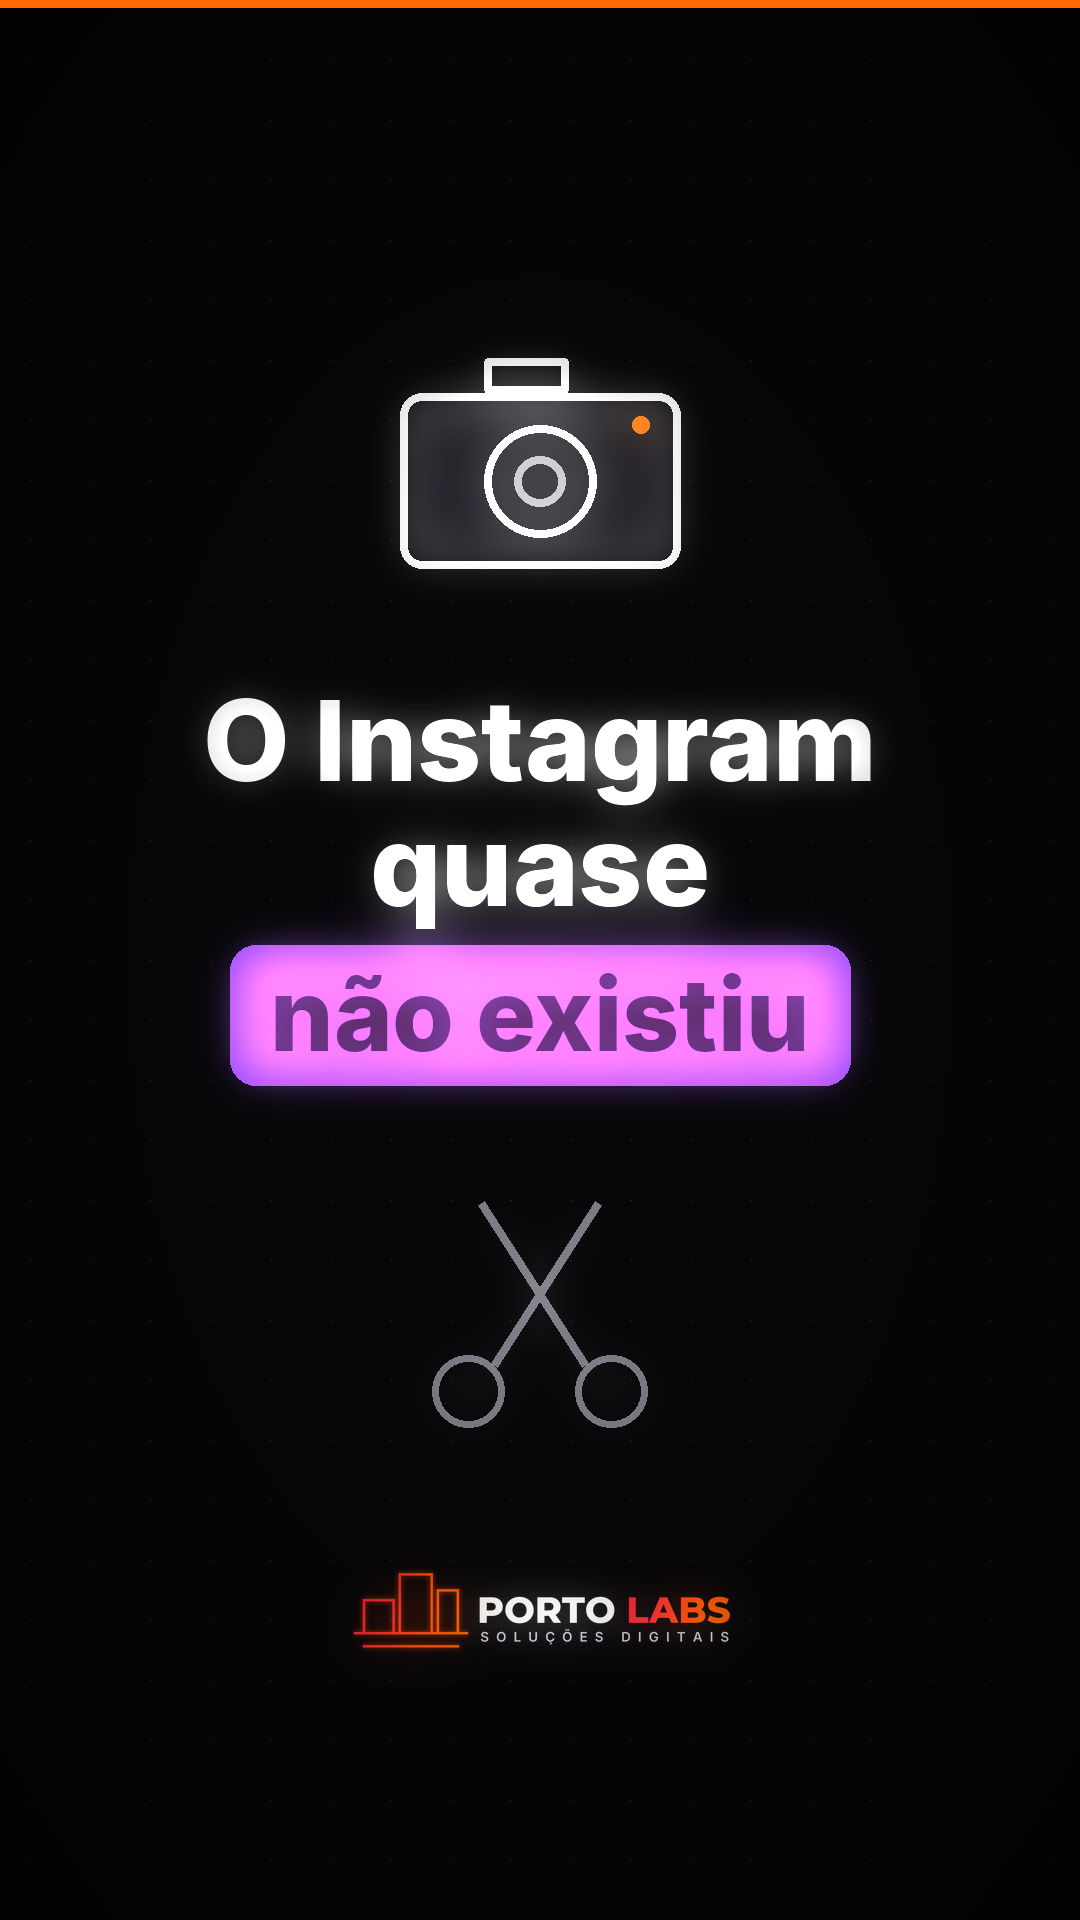 O Instagram
quase
não existiu
PORTO LABS
SOLUÇÕES DIGITAIS